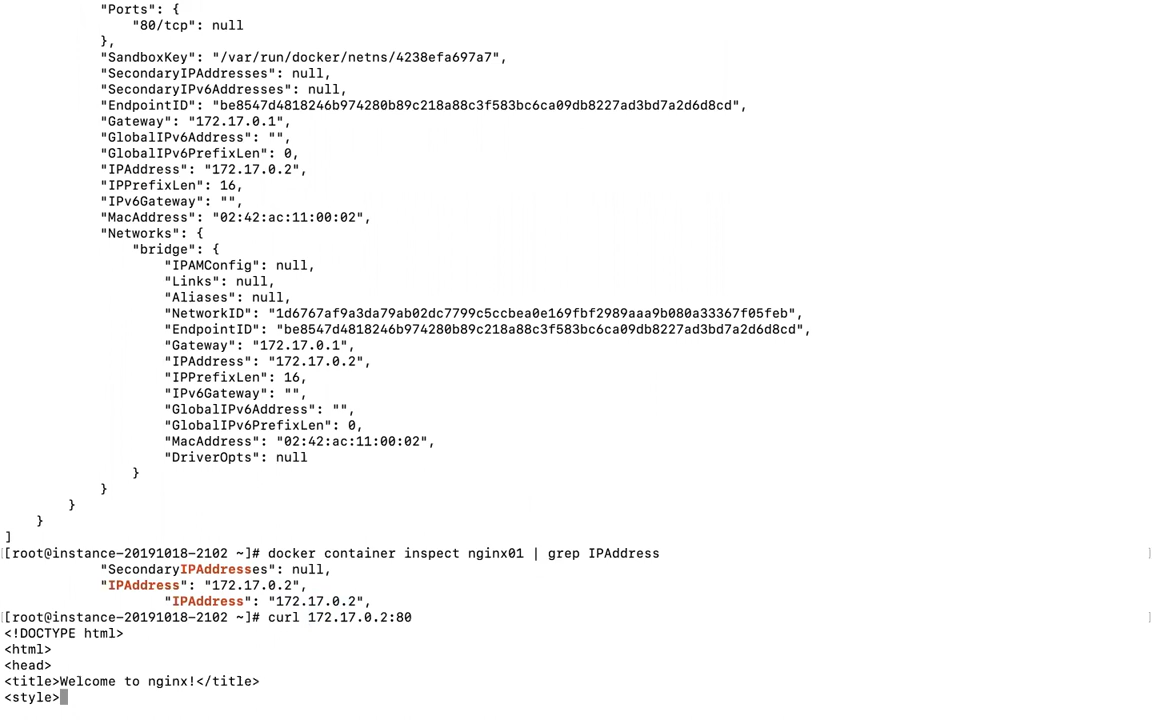 "Ports": {
"80/tcp": null
},
"SandboxKey": "/var/run/docker/netns/4238efa697a7",
"SecondaryIPAddresses": null,
"SecondaryIPv6Addresses": null,
"EndpointID": "be8547d4818246b974280b89c218a88c3f583bc6ca09db8227ad3bd7a2d6d8cd",
"Gateway": "172.17.0.1",
"GlobalIPv6Address": "",
"GlobalIPv6PrefixLen": 0,
"IPAddress": "172.17.0.2",
"IPPrefixLen": 16,
"IPv6Gateway": "",
"MacAddress": "02:42:ac:11:00:02",
"Networks": {
"bridge": {
"IPAMConfig": null,
"Links": null,
"Aliases": null,
"NetworkID": "1d6767af9a3da79ab02dc7799c5ccbea0e169fbf2989aaa9b080a33367f05feb",
"EndpointID": "be8547d4818246b974280b89c218a88c3f583bc6ca09db8227ad3bd7a2d6d8cd",
"Gateway": "172.17.0.1",
"IPAddress": "172.17.0.2",
"IPPrefixLen": 16,
"IPv6Gateway": "",
"GlobalIPv6Address": "",
"GlobalIPv6PrefixLen": 0,
"MacAddress": "02:42:ac:11:00:02",
"DriverOpts": null
}
}
}
}
]
[[root@instance-20191018-2102 ~]# docker container inspect nginx01 | grep IPAddress ]
"SecondaryIPAddresses": null,
"IPAddress": "172.17.0.2",
"IPAddress": "172.17.0.2",
[[root@instance-20191018-2102 ~]# curl 172.17.0.2:80 ]
<!DOCTYPE html>
<html>
<head>
<title>Welcome to nginx!</title>
<style>